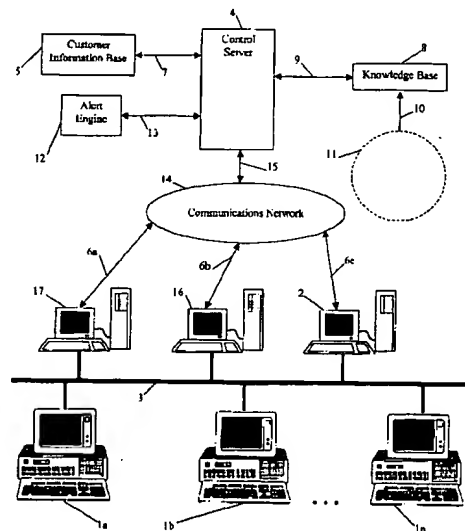 4
Control
Server
5
Customer
Information Base
7
9
8
Knowledge Base
10
11
Alert
Engine
12
13
15
14
Communications Network
6a
6b
6c
17
16
2
3
1a
1b
...
1n